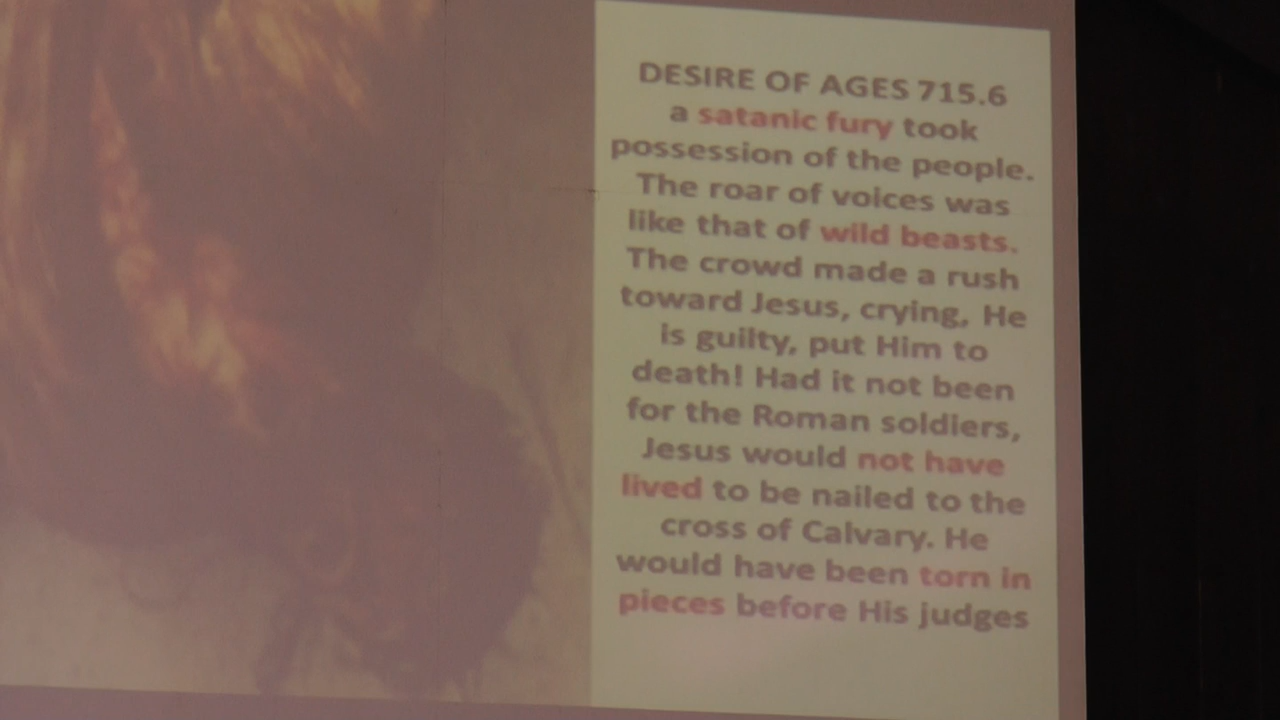 DESIRE OF AGES 715.6
a satanic fury took
possession of the people.
The roar of voices was
like that of wild beasts.
The crowd made a rush
toward Jesus, crying, He
is guilty, put Him to
death! Had it not been
for the Roman soldiers,
Jesus would not have
lived to be nailed to the
cross of Calvary. He
would have been torn in
pieces before His judges